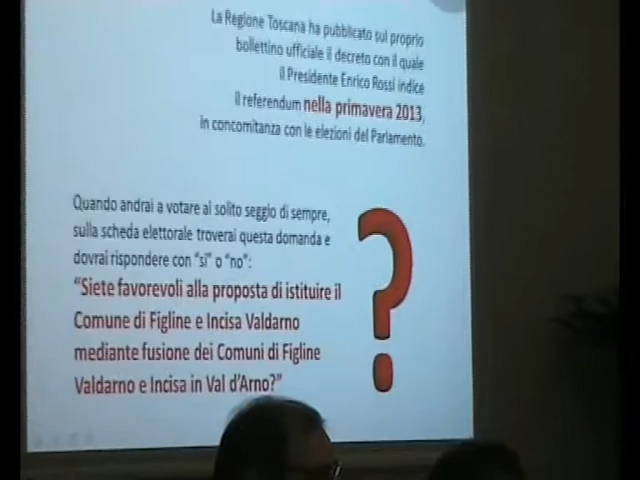 La Regione Toscana ha pubblicato sul proprio
bollettino ufficiale il decreto con il quale
il Presidente Enrico Rossi indice
il referendum nella primavera 2013,
in concomitanza con le elezioni del Parlamento.
Quando andrai a votare al solito seggio di sempre,
sulla scheda elettorale troverai questa domanda e
dovrai rispondere con "sì" o "no":
"Siete favorevoli alla proposta di istituire il
Comune di Figline e Incisa Valdarno
mediante fusione dei Comuni di Figline
Valdarno e Incisa in Val d'Arno?"
?